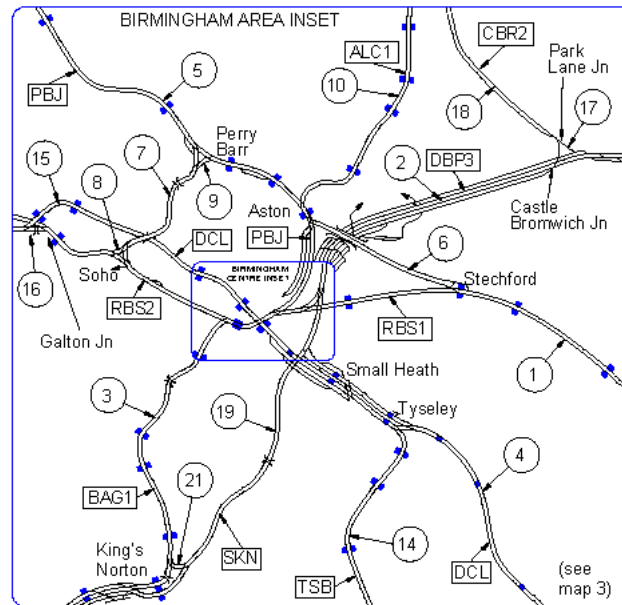 BIRMINGHAM AREA INSET
CBR2
ALC1
Park
Lane Jn
5
PBJ
10
18
17
Perry
Barr
15
7
2
DBP3
8
9
Aston
Castle
Bromwich Jn
DCL
PBJ
6
16
Soho
BIRMINGHAM
CENTRE INSET
Stechford
RBS2
RBS1
Galton Jn
1
Small Heath
3
19
Tyseley
4
21
BAG1
14
King's
Norton
SKN
TSB
DCL
(see
map 3)